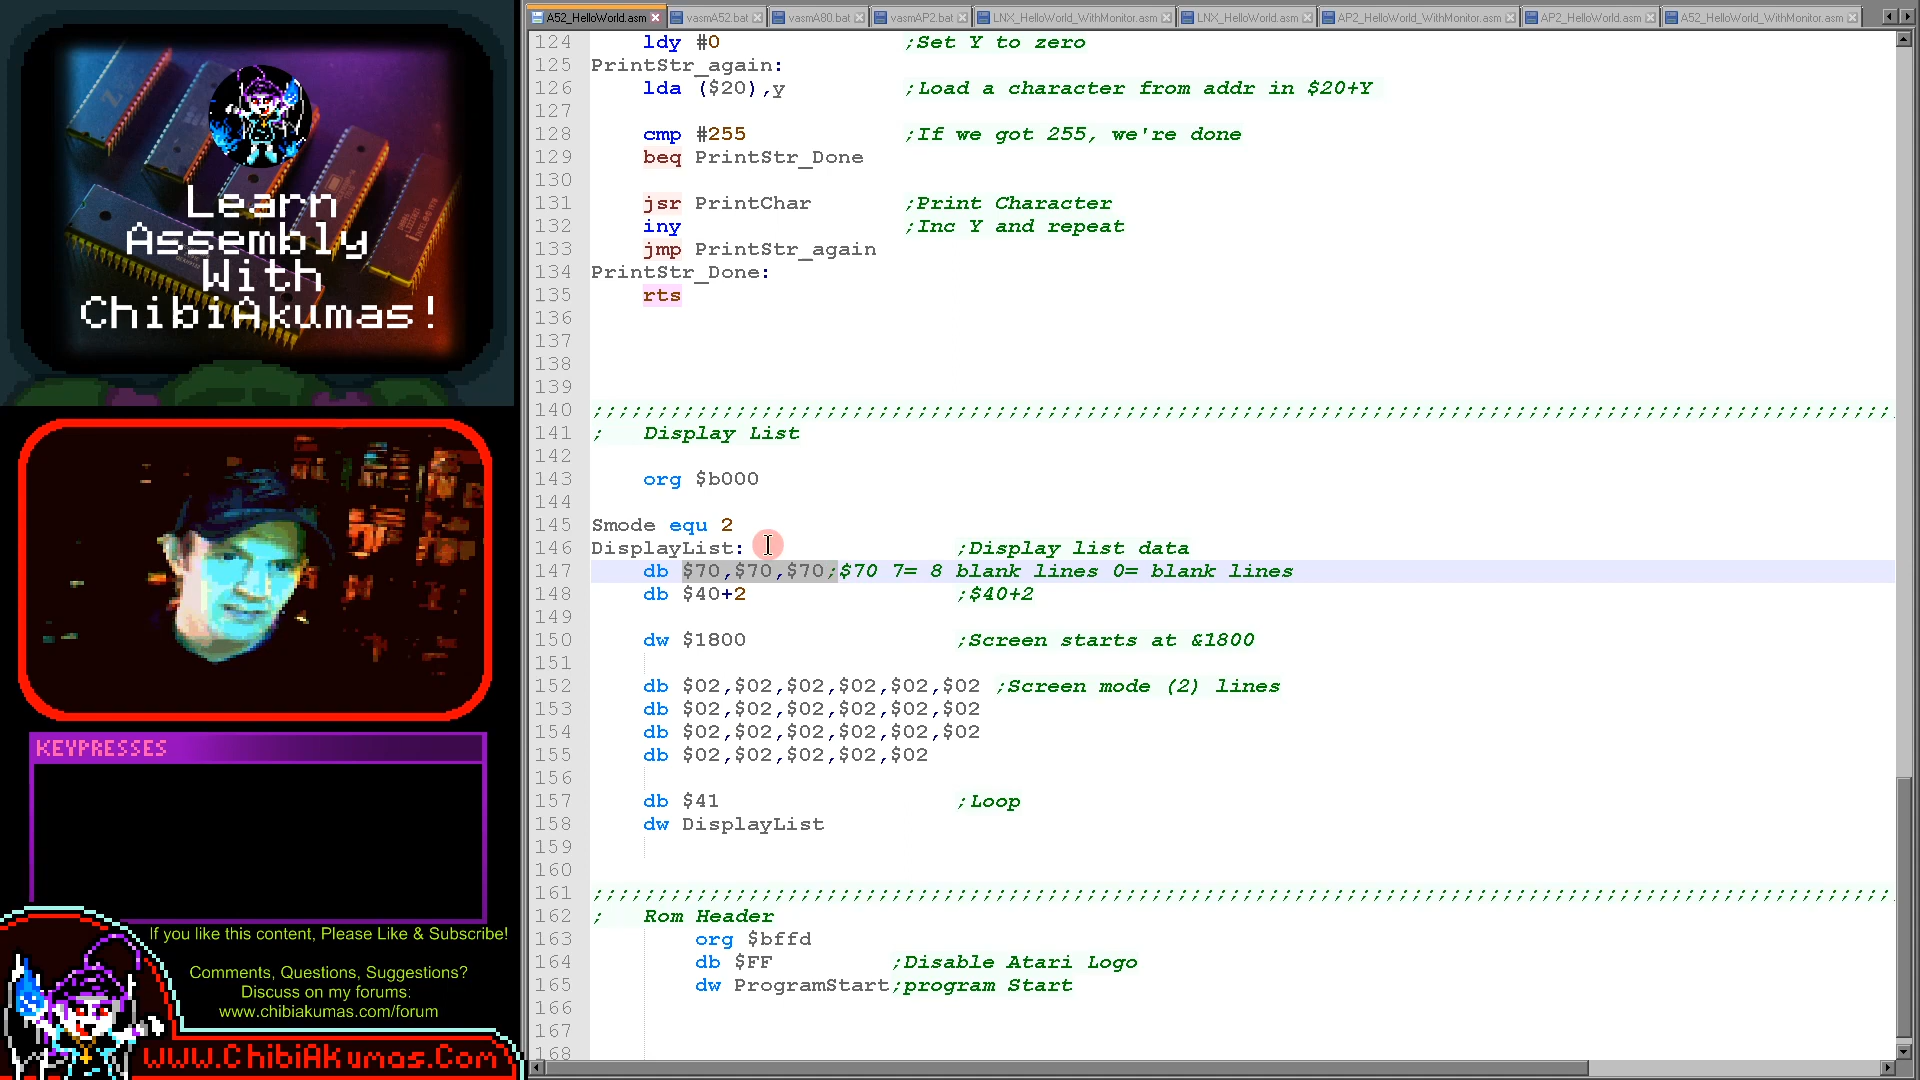 Learn
Assembly
With
ChibiAkumas!
KEYPRESSES
If you like this content, Please Like & Subscribe!
Comments, Questions, Suggestions?
Discuss on my forums:
www.chibiakumas.com/forum
www.ChibiAkumas.Com
A52_HelloWorld.asm
vasmA52.bat
vasmA80.bat
vasmAP2.bat
LNX_HelloWorld_WithMonitor.asm
LNX_HelloWorld.asm
AP2_HelloWorld_WithMonitor.asm
AP2_HelloWorld.asm
A52_HelloWorld_WithMonitor.asm
124 ldy #0 ;Set Y to zero
125 PrintStr_again:
126 lda ($20),y ;Load a character from addr in $20+Y
127
128 cmp #255 ;If we got 255, we're done
129 beq PrintStr_Done
130
131 jsr PrintChar ;Print Character
132 iny ;Inc Y and repeat
133 jmp PrintStr_again
134 PrintStr_Done:
135 rts
136
137
138
139
140 ;;;;;;;;;;;;;;;;;;;;;;;;;;;;;;;;;;;;;;;;;;;;;;;;;;;;;;;;;;;;;;;;;;;;;;;;;;;;;;;;;;;;;;;;;;;;;;;;;;;;
141 ; Display List
142
143 org $b000
144
145 Smode equ 2
146 DisplayList: ;Display list data
147 db $70,$70,$70;$70 7= 8 blank lines 0= blank lines
148 db $40+2 ;$40+2
149
150 dw $1800 ;Screen starts at &1800
151
152 db $02,$02,$02,$02,$02,$02 ;Screen mode (2) lines
153 db $02,$02,$02,$02,$02,$02
154 db $02,$02,$02,$02,$02,$02
155 db $02,$02,$02,$02,$02
156
157 db $41 ;Loop
158 dw DisplayList
159
160
161 ;;;;;;;;;;;;;;;;;;;;;;;;;;;;;;;;;;;;;;;;;;;;;;;;;;;;;;;;;;;;;;;;;;;;;;;;;;;;;;;;;;;;;;;;;;;;;;;;;;;;
162 ; Rom Header
163 org $bffd
164 db $FF ;Disable Atari Logo
165 dw ProgramStart;program Start
166
167
168